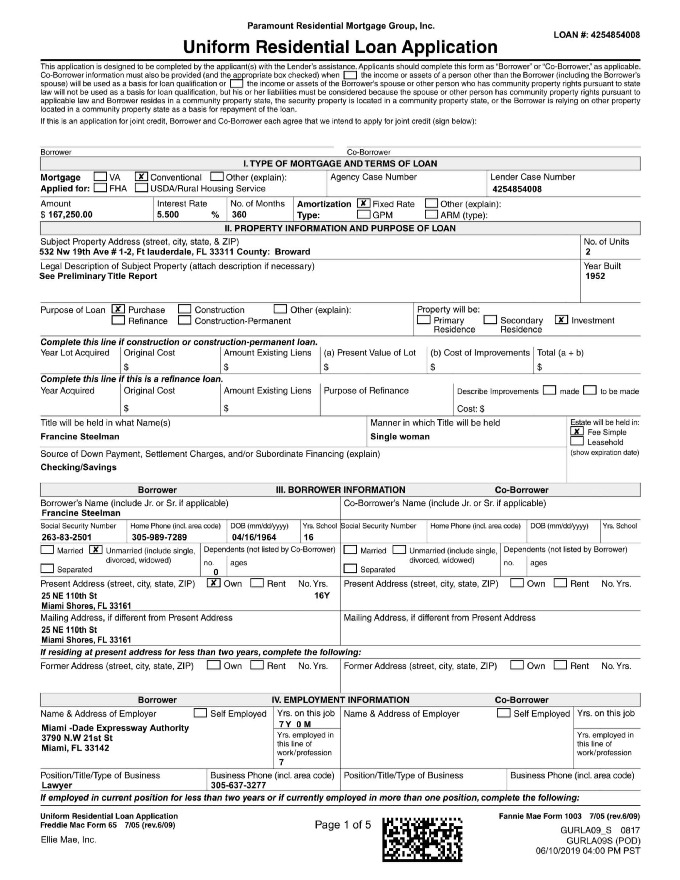 Paramount Residential Mortgage Group, Inc.
LOAN #: 4254854008
Uniform Residential Loan Application
This application is designed to be completed by the applicant(s) with the Lender's assistance. Applicants should complete this form as "Borrower" or "Co-Borrower," as applicable.
Co-Borrower information must also be provided (and the appropriate box checked) when the income or assets of a person other than the Borrower (including the Borrower's
spouse) will be used as a basis for loan qualification or the income or assets of the Borrower's spouse or other person who has community property rights pursuant to state
law will not be used as a basis for loan qualification, but his or her liabilities must be considered because the spouse or other person has community property rights pursuant to
applicable law and Borrower resides in a community property state, the security is located in a community property state, or the Borrower is relying on other property
located in a community property state as a basis for repayment of the loan.
If this is an application for joint credit, Borrower and Co-Borrower each agree that we intend to apply for joint credit (sign below):
Borrower Co-Borrower
I. TYPE OF MORTGAGE AND TERMS OF LOAN
Mortgage VA X Conventional Other (explain): Agency Case Number Lender Case Number
Applied for: FHA USDA/Rural Housing Service 4254854008
Amount Interest Rate No. of Months Amortization X Fixed Rate Other (explain):
$ 167,250.00 5.500 % 360 Type: GPM ARM (type):
II. PROPERTY INFORMATION AND PURPOSE OF LOAN
Subject Property Address (street, city, state, & ZIP) No. of Units
532 Nw 19th Ave # 1-2, Ft lauderdale, FL 33311 County: Broward 2
Legal Description of Subject Property (attach description if necessary) Year Built
See Preliminary Title Report 1952
Purpose of Loan X Purchase Construction Other (explain): Property will be:
Refinance Construction-Permanent Primary Residence Secondary Residence X Investment
Complete this line if construction or construction-permanent loan.
Year Lot Acquired Original Cost Amount Existing Liens (a) Present Value of Lot (b) Cost of Improvements Total (a + b)
$ $ $ $ $
Complete this line if this is a refinance loan.
Year Acquired Original Cost Amount Existing Liens Purpose of Refinance Describe Improvements made to be made
$ $ Cost: $
Title will be held in what Name(s) Manner in which Title will be held Estate will be held in:
Francine Steelman Single woman X Fee Simple
Leasehold
Source of Down Payment, Settlement Charges, and/or Subordinate Financing (explain) (show expiration date)
Checking/Savings
Borrower III. BORROWER INFORMATION Co-Borrower
Borrower's Name (include Jr. or Sr. if applicable) Co-Borrower's Name (include Jr. or Sr. if applicable)
Francine Steelman
Social Security Number Home Phone (incl. area code) DOB (mm/dd/yyyy) Yrs. School Social Security Number Home Phone (incl. area code) DOB (mm/dd/yyyy) Yrs. School
263-83-2501 305-989-7289 04/16/1964 16
Married X Unmarried (include single, Dependents (not listed by Co-Borrower) Married Unmarried (include single, Dependents (not listed by Borrower)
divorced, widowed) no. ages divorced, widowed) no. ages
Separated 0 Separated
Present Address (street, city, state, ZIP) X Own Rent No. Yrs. Present Address (street, city, state, ZIP) Own Rent No. Yrs.
25 NE 110th St 16Y
Miami Shores, FL 33161
Mailing Address, if different from Present Address Mailing Address, if different from Present Address
25 NE 110th St
Miami Shores, FL 33161
If residing at present address for less than two years, complete the following:
Former Address (street, city, state, ZIP) Own Rent No. Yrs. Former Address (street, city, state, ZIP) Own Rent No. Yrs.
Borrower IV. EMPLOYMENT INFORMATION Co-Borrower
Name & Address of Employer Self Employed Yrs. on this job Name & Address of Employer Self Employed Yrs. on this job
7 Y 0 M
Miami -Dade Expressway Authority Yrs. employed in this line of work/profession Yrs. employed in this line of work/profession
3790 N.W 21st St
Miami, FL 33142
7
Position/Title/Type of Business Business Phone (incl. area code) Position/Title/Type of Business Business Phone (incl. area code)
Lawyer 305-637-3277
If employed in current position for less than two years or if currently employed in more than one position, complete the following:
Uniform Residential Loan Application Fannie Mae Form 1003 7/05 (rev.6/09)
Freddie Mac Form 65 7/05 (rev.6/09)
Page 1 of 5
Ellie Mae, Inc.
GURLA09_S 0817
GURLA09S (POD)
06/10/2019 04:00 PM PST